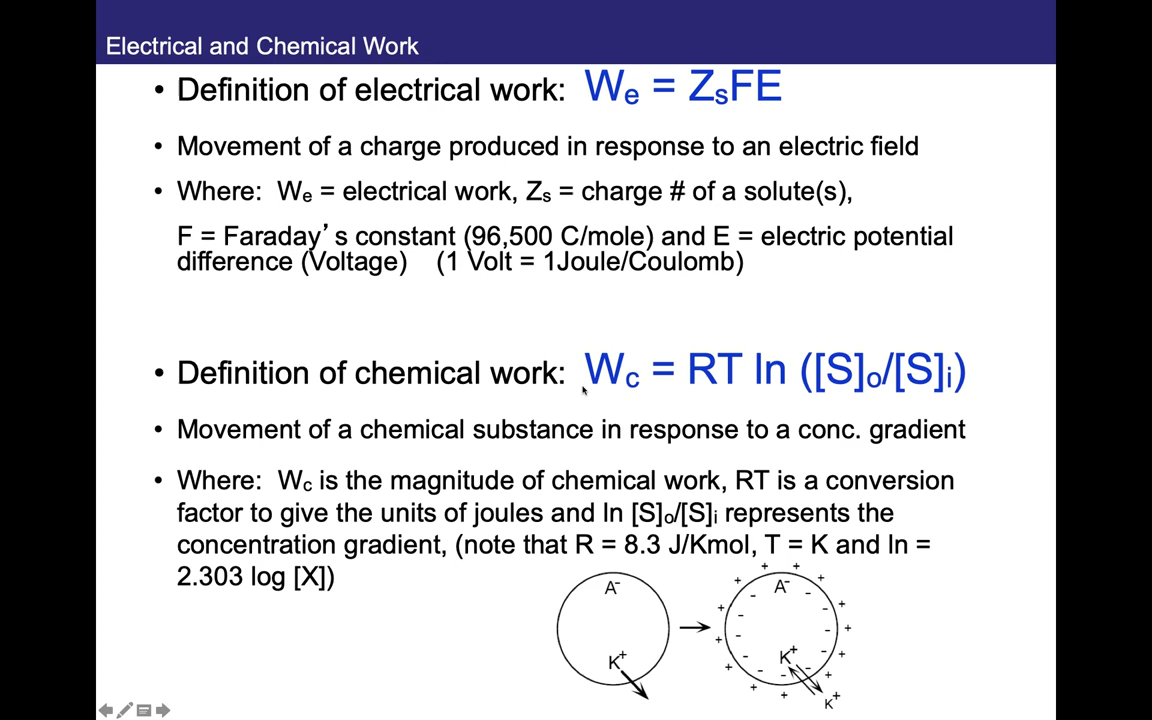 Electrical and Chemical Work
• Definition of electrical work: Wₑ = ZₛFE
• Movement of a charge produced in response to an electric field
• Where: Wₑ = electrical work, Zₛ = charge # of a solute(s),
F = Faraday's constant (96,500 C/mole) and E = electric potential
difference (Voltage) (1 Volt = 1Joule/Coulomb)
• Definition of chemical work: W꜀ = RT ln ([S]ₒ/[S]ᵢ)
• Movement of a chemical substance in response to a conc. gradient
• Where: W꜀ is the magnitude of chemical work, RT is a conversion
factor to give the units of joules and ln [S]ₒ/[S]ᵢ represents the
concentration gradient, (note that R = 8.3 J/Kmol, T = K and ln =
2.303 log [X])
A⁻
K⁺
A⁻
K⁺
K⁺